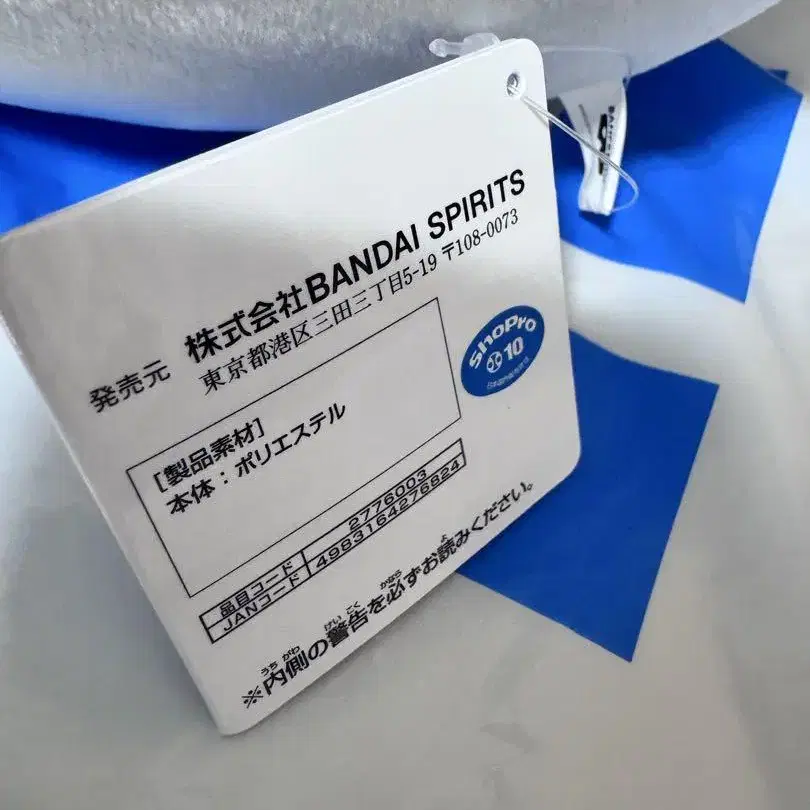 発売元 株式会社BANDAI SPIRITS
東京都港区三田三丁目5-19 〒108-0073
ShoPro
10
[製品素材]
本体：ポリエステル
品目コード 2776003
JANコード 4983164276824
うち がわ けい こく かなら よ
※内側の警告を必ずお読みください。